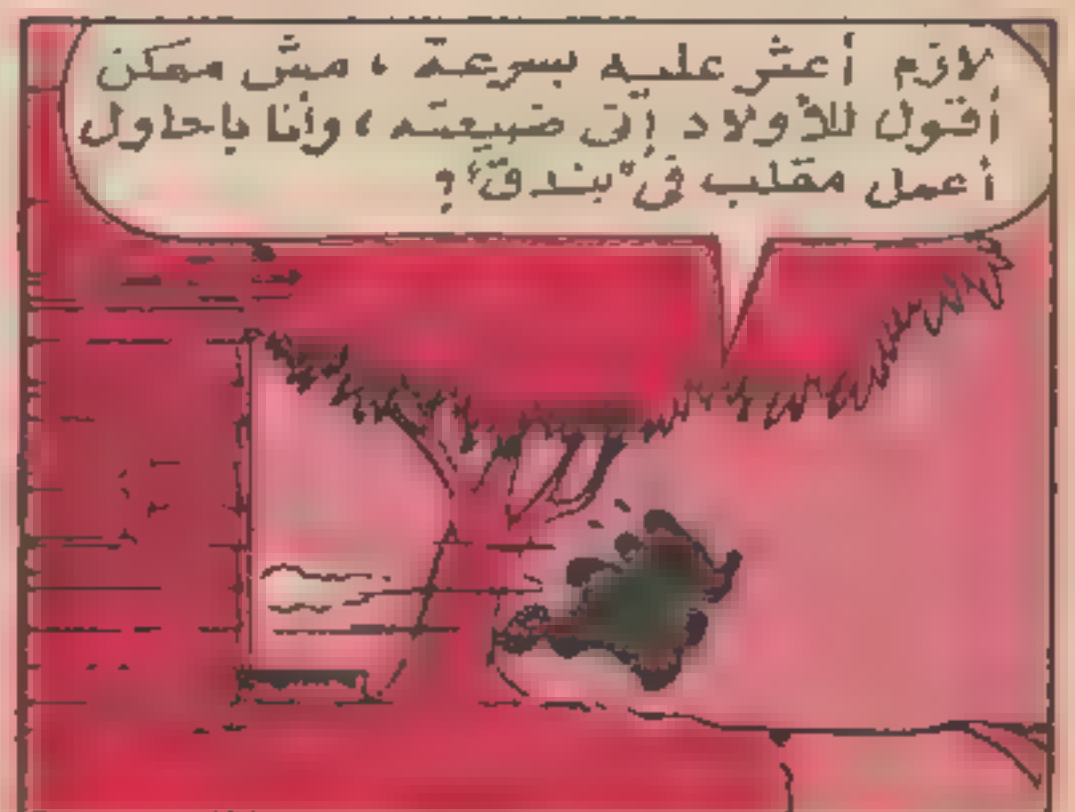 لازم أعثر عليه بسرعة ، مش ممكن
أقول للأولاد إنى ضيعته ، وأنا باحاول
أعمل مقلب فى "بندق" ؟